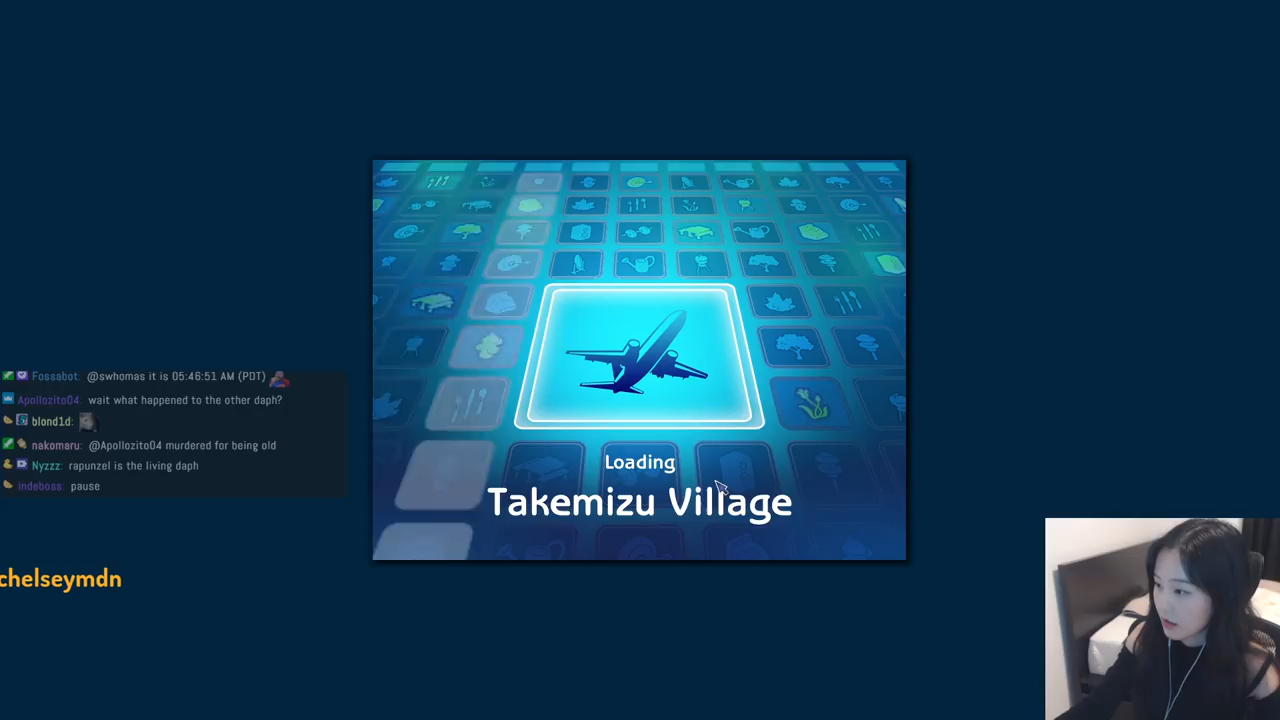 Fossabot: @swhomas it is 05:46:51 AM (PDT)
Apollozito04: wait what happened to the other daph?
blond1d:
nakomaru: @Apollozito04 murdered for being old
Nyzzz: rapunzel is the living daph
indeboss: pause
chelseymdn
Loading
Takemizu Village